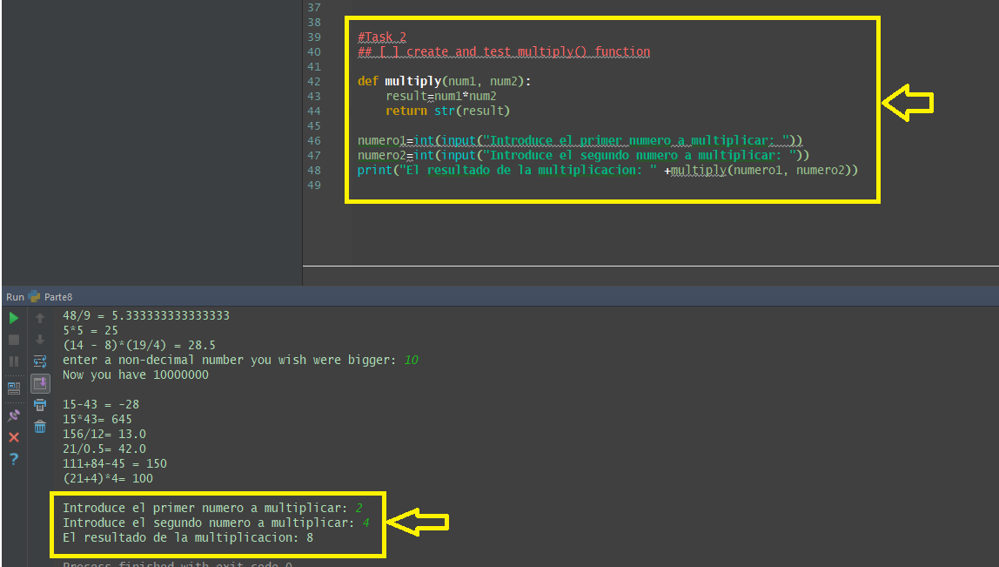 37
38
39 #Task 2
40 ## [ ] create and test multiply() function
41
42 def multiply(num1, num2):
43 result=num1*num2
44 return str(result)
45
46 numero1=int(input("Introduce el primer numero a multiplicar: "))
47 numero2=int(input("Introduce el segundo numero a multiplicar: "))
48 print("El resultado de la multiplicacion: " +multiply(numero1, numero2))
49
Run Parte8
48/9 = 5.333333333333333
5*5 = 25
(14 - 8)*(19/4) = 28.5
enter a non-decimal number you wish were bigger: 10
Now you have 10000000
15-43 = -28
15*43= 645
156/12= 13.0
21/0.5= 42.0
111+84-45 = 150
(21+4)*4= 100
Introduce el primer numero a multiplicar: 2
Introduce el segundo numero a multiplicar: 4
El resultado de la multiplicacion: 8
Process finished with exit code 0